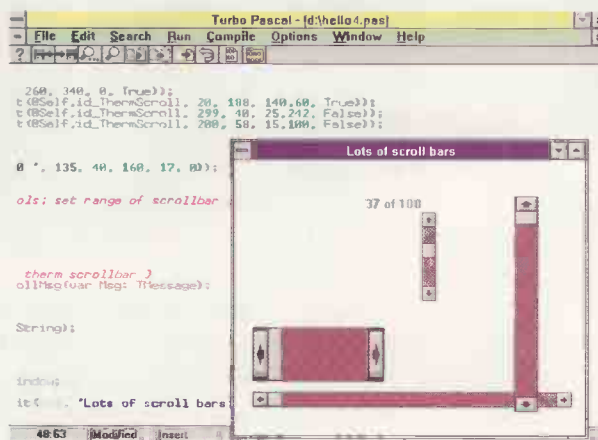 Turbo Pascal - [d:\hello4.pas]
File Edit Search Run Compile Options Window Help
260, 340, 0, True));
t(@Self,id_ThermScroll, 20, 188, 140,60, True));
t(@Self,id_ThermScroll, 299, 40, 25,242, False));
t(@Self,id_ThermScroll, 200, 58, 15,100, False));
Lots of scroll bars
0 ', 135, 40, 160, 17, 0));
ols; set range of scrollbar
37 of 100
therm scrollbar }
ollMsg(var Msg: TMessage);
String);
indow;
it( 'Lots of scroll bars
48:63 Modified Insert